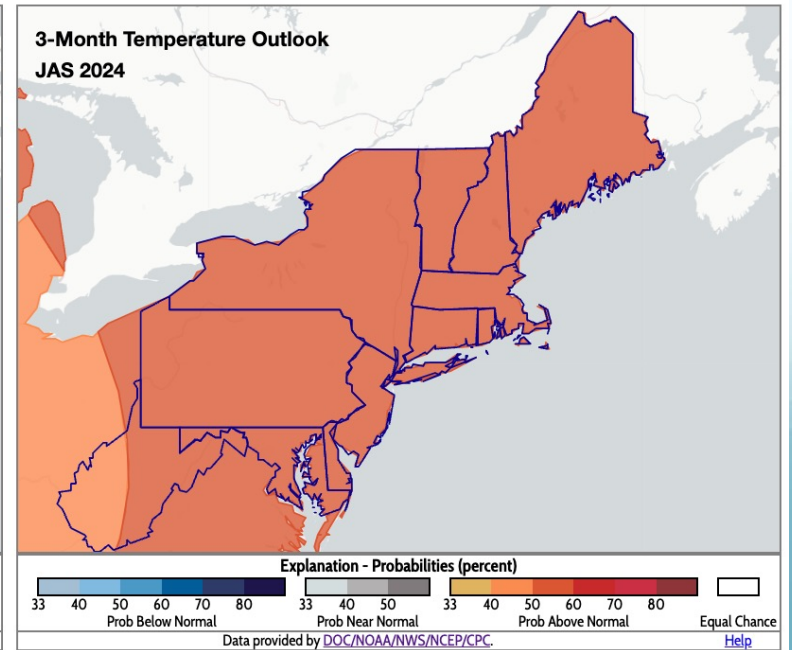 3-Month Temperature Outlook
JAS 2024
Explanation - Probabilities (percent)
33 40 50 60 70 80 33 40 50 33 40 50 60 70 80
Prob Below Normal Prob Near Normal Prob Above Normal Equal Chance
Data provided by DOC/NOAA/NWS/NCEP/CPC. Help